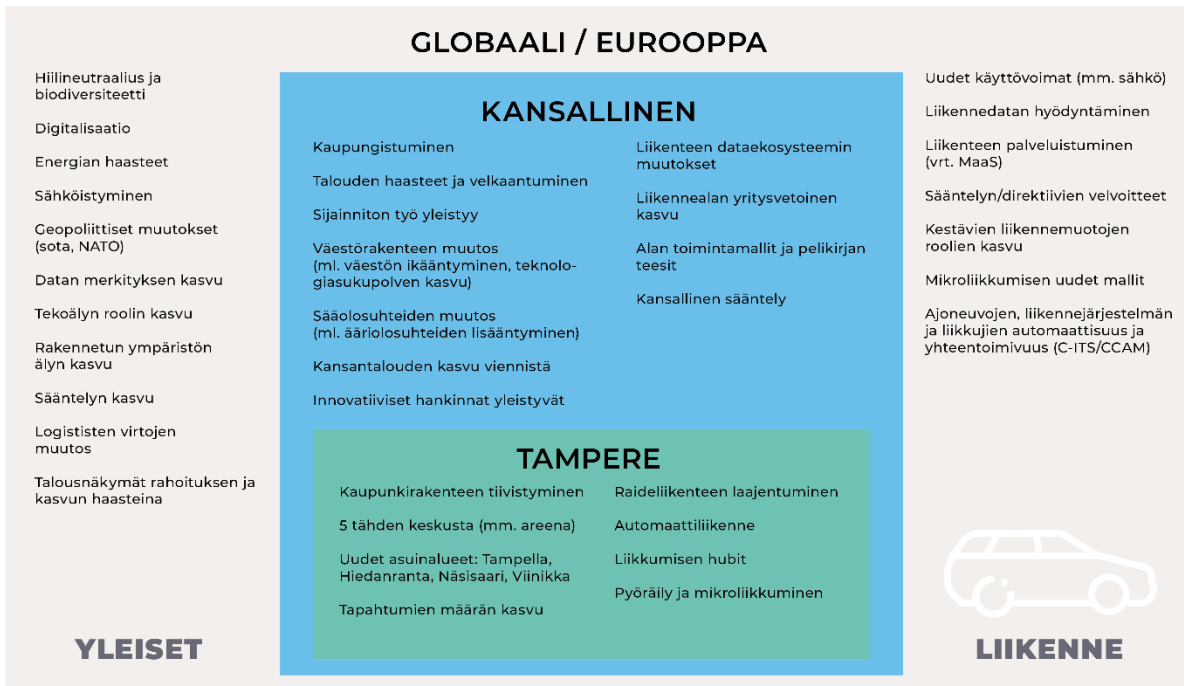 GLOBAALI / EUROOPPA
Hiilineutraalius ja
biodiversiteetti
Digitalisaatio
Energian haasteet
Sähköistyminen
Geopoliittiset muutokset
(sota, NATO)
Datan merkityksen kasvu
Tekoälyn roolin kasvu
Rakennetun ympäristön
älyn kasvu
Sääntelyn kasvu
Logististen virtojen
muutos
Talousnäkymät rahoituksen ja
kasvun haasteina
YLEISET
KANSALLINEN
Kaupungistuminen
Talouden haasteet ja velkaantuminen
Sijainniton työ yleistyy
Väestörakenteen muutos
(ml. väestön ikääntyminen, teknolo-
giasukupolven kasvu)
Sääolosuhteiden muutos
(ml. ääriolosuhteiden lisääntyminen)
Kansantalouden kasvu viennistä
Innovatiiviset hankinnat yleistyvät
Liikenteen dataekosysteemin
muutokset
Liikennealan yritysvetoinen
kasvu
Alan toimintamallit ja pelikirjan
teesit
Kansallinen sääntely
TAMPERE
Kaupunkirakenteen tiivistyminen
5 tähden keskusta (mm. areena)
Uudet asuinalueet: Tampella,
Hiedanranta, Näsisaari, Viinikka
Tapahtumien määrän kasvu
Raideliikenteen laajentuminen
Automaattiliikenne
Liikkumisen hubit
Pyöräily ja mikroliikkuminen
Uudet käyttövoimat (mm. sähkö)
Liikennedatan hyödyntäminen
Liikenteen palveluistuminen
(vrt. MaaS)
Sääntelyn/direktiivien velvoitteet
Kestävien liikennemuotojen
roolien kasvu
Mikroliikkumisen uudet mallit
Ajoneuvojen, liikennejärjestelmän
ja liikkujien automaattisuus ja
yhteentoimivuus (C-ITS/CCAM)
LIIKENNE